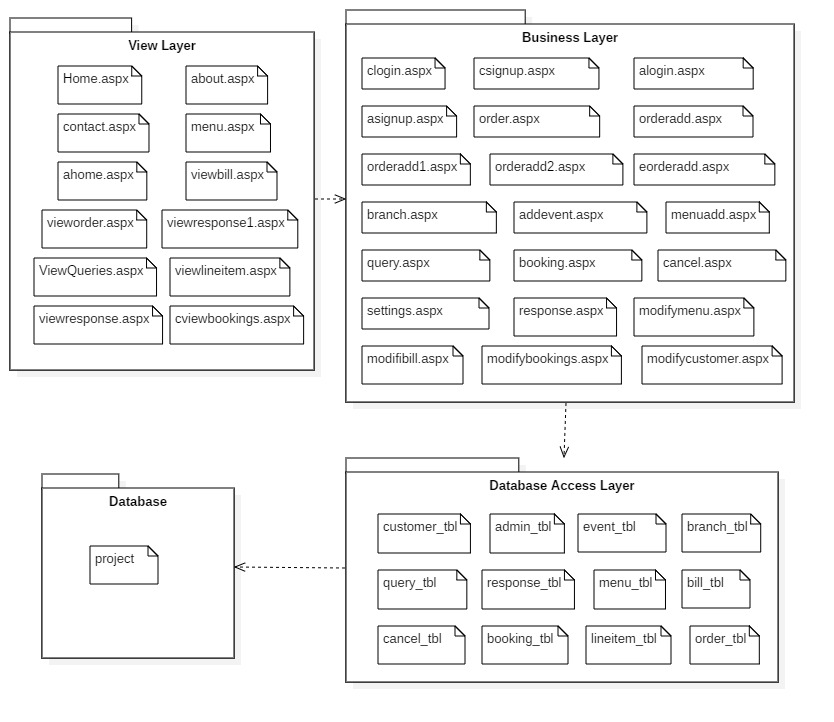 View Layer
Home.aspx
about.aspx
contact.aspx
menu.aspx
ahome.aspx
viewbill.aspx
vieworder.aspx
viewresponse1.aspx
ViewQueries.aspx
viewlineitem.aspx
viewresponse.aspx
cviewbookings.aspx
Business Layer
clogin.aspx
csignup.aspx
alogin.aspx
asignup.aspx
order.aspx
orderadd.aspx
orderadd1.aspx
orderadd2.aspx
eorderadd.aspx
branch.aspx
addevent.aspx
menuadd.aspx
query.aspx
booking.aspx
cancel.aspx
settings.aspx
response.aspx
modifymenu.aspx
modifibill.aspx
modifybookings.aspx
modifycustomer.aspx
Database
project
Database Access Layer
customer_tbl
admin_tbl
event_tbl
branch_tbl
query_tbl
response_tbl
menu_tbl
bill_tbl
cancel_tbl
booking_tbl
lineitem_tbl
order_tbl